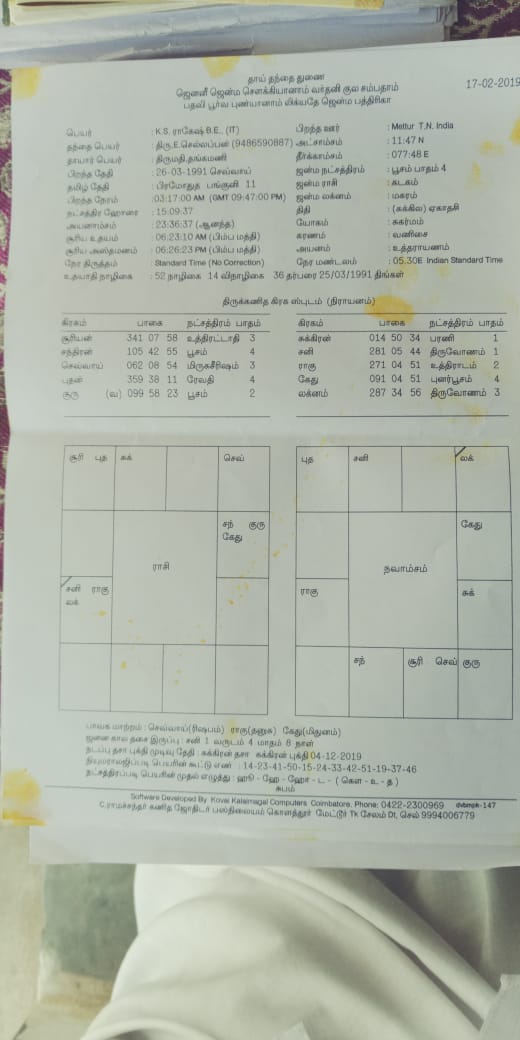 தாய் தந்தை துணை
ஜெனனீ ஜென்ம சௌக்கியானாம் வர்தனி குல சம்பதாம்
பதவி பூர்வ புண்யானாம் லிக்யதே ஜென்ம பத்திரிகா
17-02-2019
பெயர் : K.S. ராகேஷ் B.E., (IT)
தந்தை பெயர் : திரு.E.செல்லப்பன் (9486590887)
தாயார் பெயர் : திருமதி.தங்கமணி
பிறந்த தேதி : 26-03-1991 செவ்வாய்
தமிழ் தேதி : பிரமோதுத பங்குனி 11
பிறந்த நேரம் : 03:17:00 AM (GMT 09:47:00 PM)
நட்சத்திர ஹோரை : 15:09:37
அயனாம்சம் : 23:36:37 (ஆனந்த)
சூரிய உதயம் : 06:23:10 AM (பிம்ப மத்தி)
சூரிய அஸ்தமனம் : 06:26:23 PM (பிம்ப மத்தி)
நேர திருத்தம் : Standard Time (No Correction)
உதயாதி நாழிகை : 52 நாழிகை 14 விநாழிகை 36 தர்பரை 25/03/1991 திங்கள்
பிறந்த ஊர் : Mettur T.N. India
அட்சாம்சம் : 11:47 N
தீர்க்காம்சம் : 077:48 E
ஜன்ம நட்சத்திரம் : பூசம் பாதம் 4
ஜன்ம ராசி : கடகம்
ஜன்ம லக்னம் : மகரம்
திதி : (சுக்கில) ஏகாதசி
யோகம் : சுகர்மம்
கரணம் : வணிசை
அயனம் : உத்தராயணம்
நேர மண்டலம் : 05.30E Indian Standard Time
திருக்கணித கிரக ஸ்புடம் (நிராயனம்)
கிரகம் பாகை நட்சத்திரம் பாதம்
சூரியன் 341 07 58 உத்திரட்டாதி 3
சந்திரன் 105 42 55 பூசம் 4
செவ்வாய் 062 08 54 மிருகசீரிஷம் 3
புதன் 359 38 11 ரேவதி 4
குரு (வ) 099 58 23 பூசம் 2
கிரகம் பாகை நட்சத்திரம் பாதம்
சுக்கிரன் 014 50 34 பரணி 1
சனி 281 05 44 திருவோணம் 1
ராகு 271 04 51 உத்திராடம் 2
கேது 091 04 51 புனர்பூசம் 4
லக்னம் 287 34 56 திருவோணம் 3
சூரி புத சுக் செவ்
சந் குரு
கேது
ராசி
சனி ராகு
லக்
புத சனி லக்
கேது
நவாம்சம்
ராகு சுக்
சந் சூரி செவ் குரு
பாவக மாற்றம் : செவ்வாய்(ரிஷபம்) ராகு(தனுசு) கேது(மிதுனம்)
ஜனன கால தசை இருப்பு : சனி 1 வருடம் 4 மாதம் 8 நாள்
நடப்பு தசா புக்தி முடிவு தேதி : சுக்கிரன் தசா சுக்கிரன் புக்தி 04-12-2019
நியுமராலஜிப்படி பெயரின் கூட்டு எண் : 14-23-41-50-15-24-33-42-51-19-37-46
நட்சத்திரப்படி பெயரின் முதல் எழுத்து : ஹு - ஹே - ஹோ - ட - ( கௌ - உ - த )
சுபம்
Software Developed By Kovai Kalaimagal Computers Coimbatore, Phone: 0422-2300969 dvbmpk-147
C.ராமச்சந்தர் கணித ஜோதிடர் பலஸ்திலையம் கொளத்தூர் மேட்டூர் Tk சேலம் Dt, செல் 9994006779